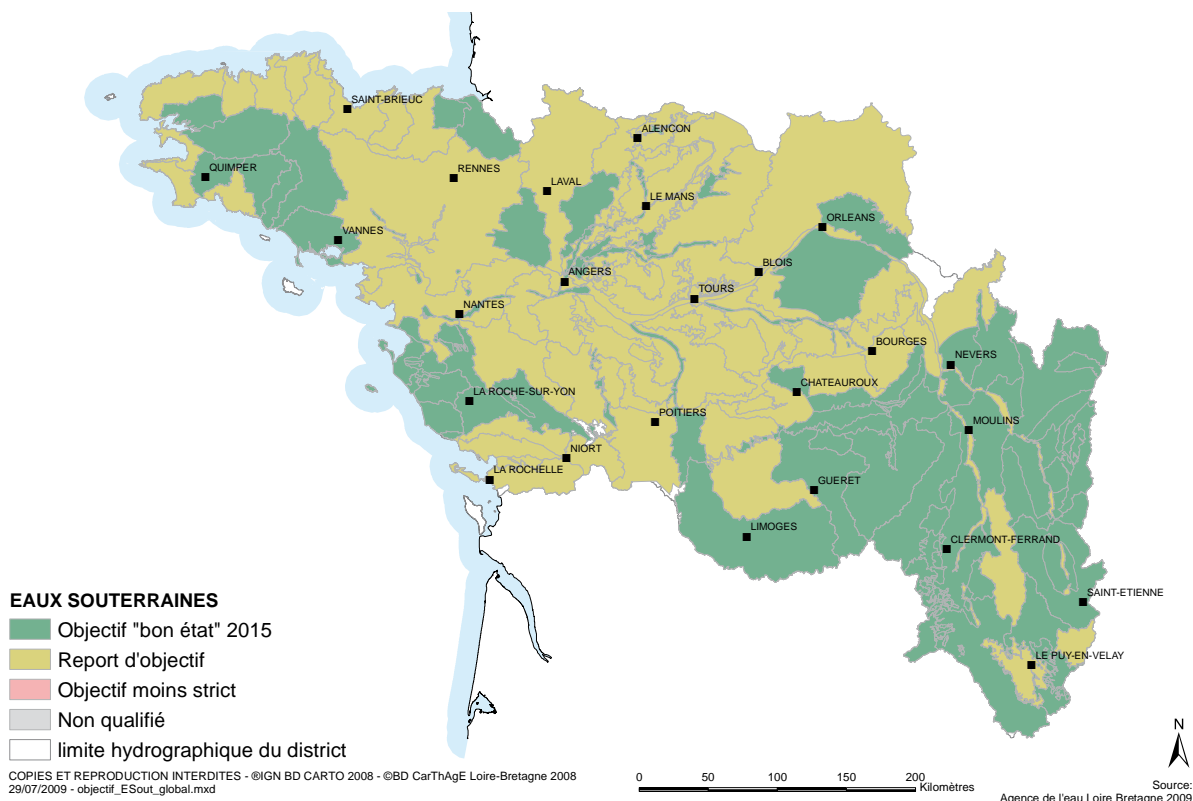 SAINT-BRIEUC
ALENCON
QUIMPER
RENNES
LAVAL
LE MANS
VANNES
ORLEANS
ANGERS
BLOIS
TOURS
NANTES
BOURGES
NEVERS
LA ROCHE-SUR-YON
CHATEAUROUX
POITIERS
MOULINS
NIORT
LA ROCHELLE
GUERET
LIMOGES
CLERMONT-FERRAND
SAINT-ETIENNE
LE PUY-EN-VELAY
EAUX SOUTERRAINES
Objectif "bon état" 2015
Report d'objectif
Objectif moins strict
Non qualifié
limite hydrographique du district
COPIES ET REPRODUCTION INTERDITES - ®IGN BD CARTO 2008 - ©BD CarThAgE Loire-Bretagne 2008
29/07/2009 - objectif_ESout_global.mxd
0 50 100 150 200
Kilomètres
N
Source:
Agence de l'eau Loire Bretagne 2009